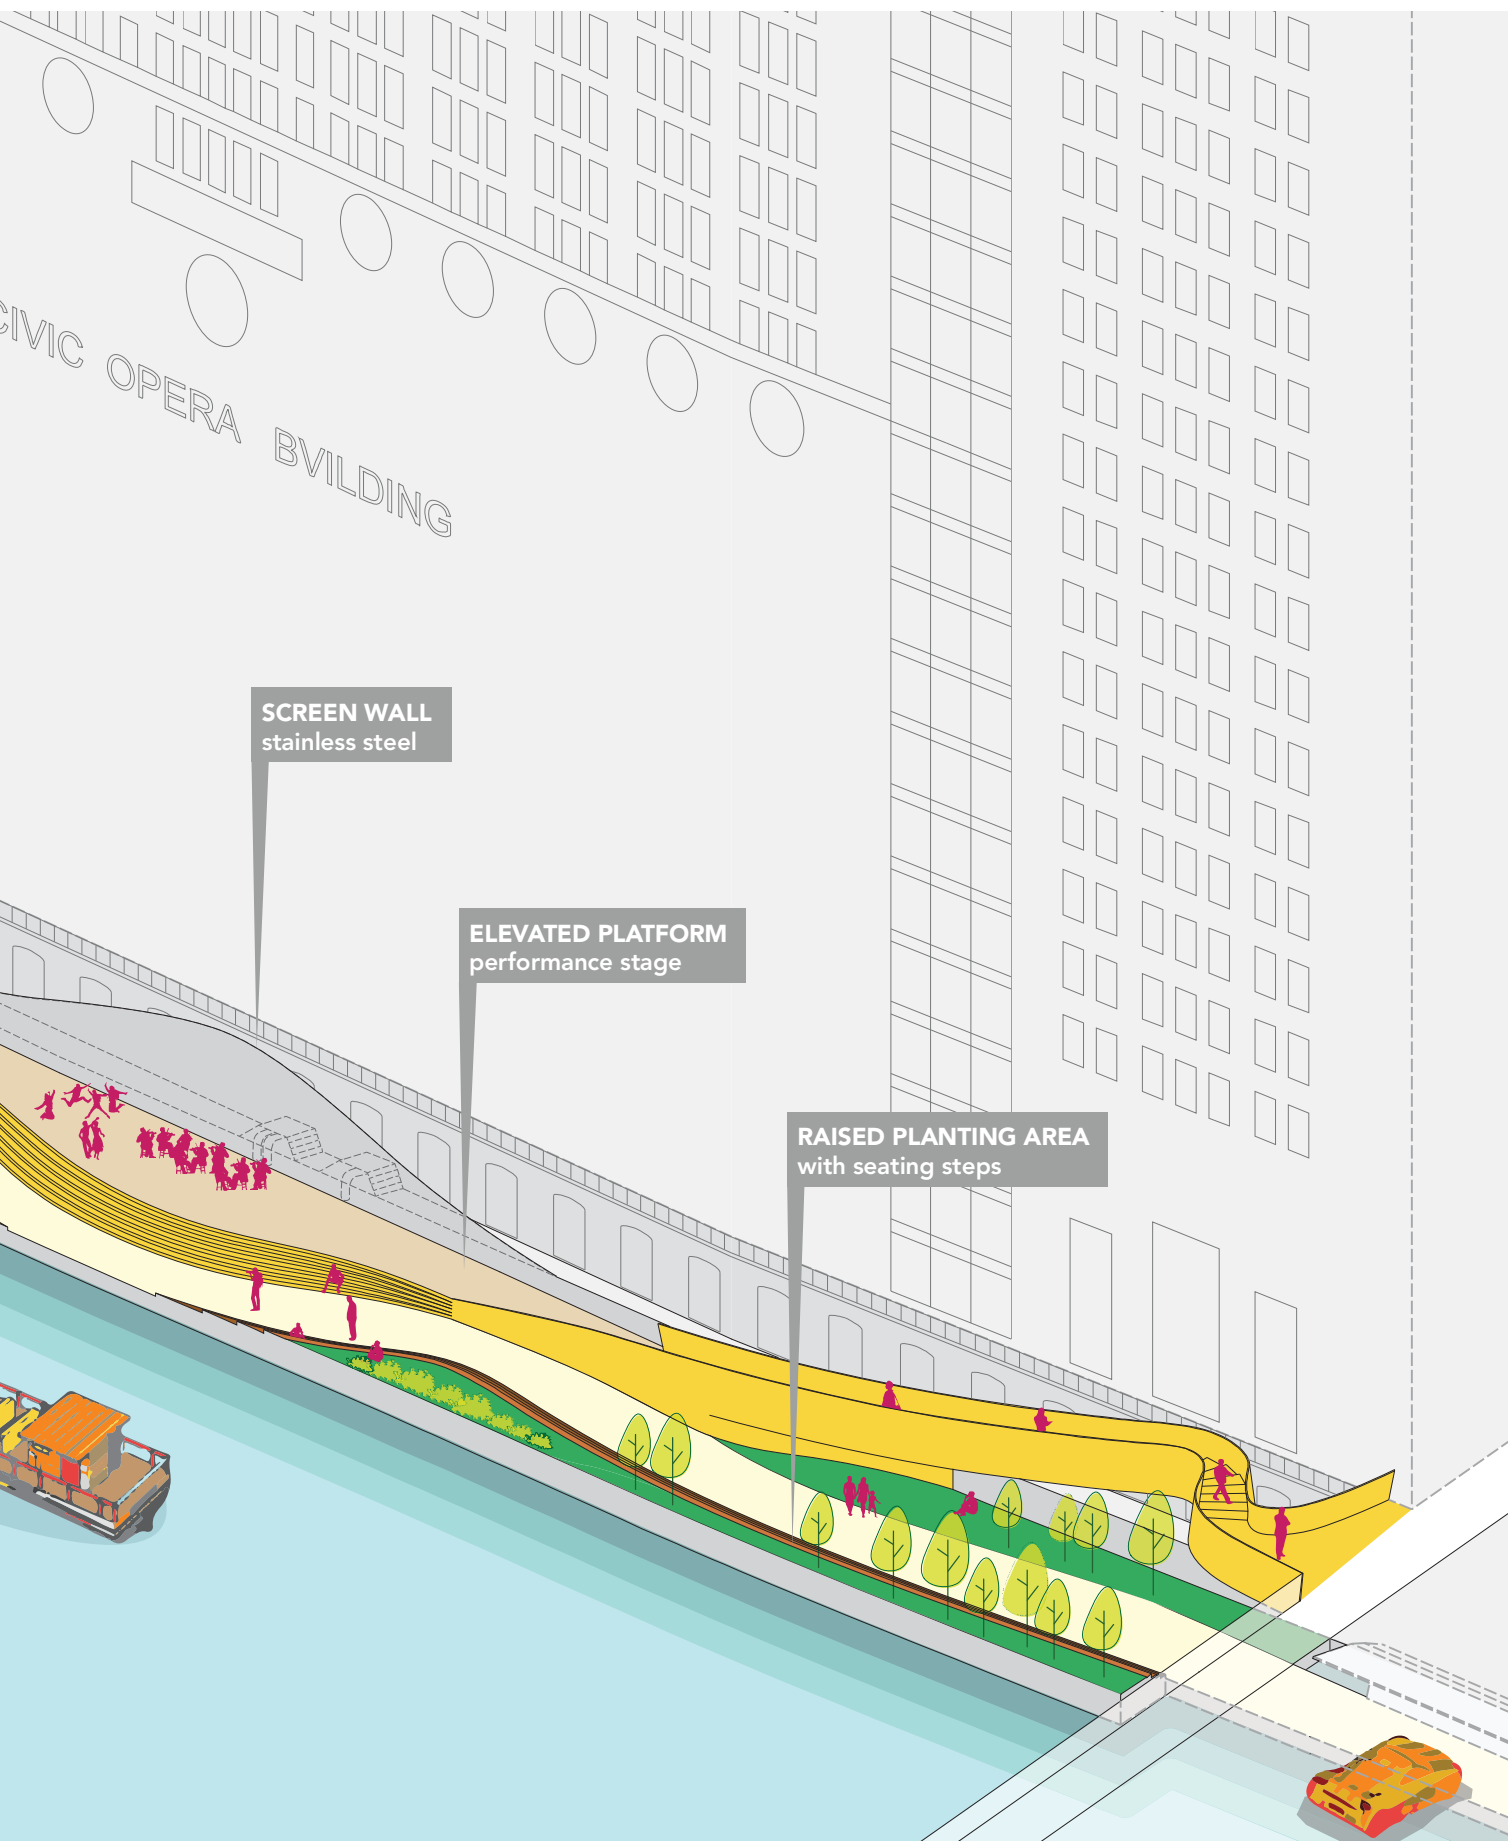 CIVIC OPERA BVILDING
SCREEN WALL
stainless steel
ELEVATED PLATFORM
performance stage
RAISED PLANTING AREA
with seating steps